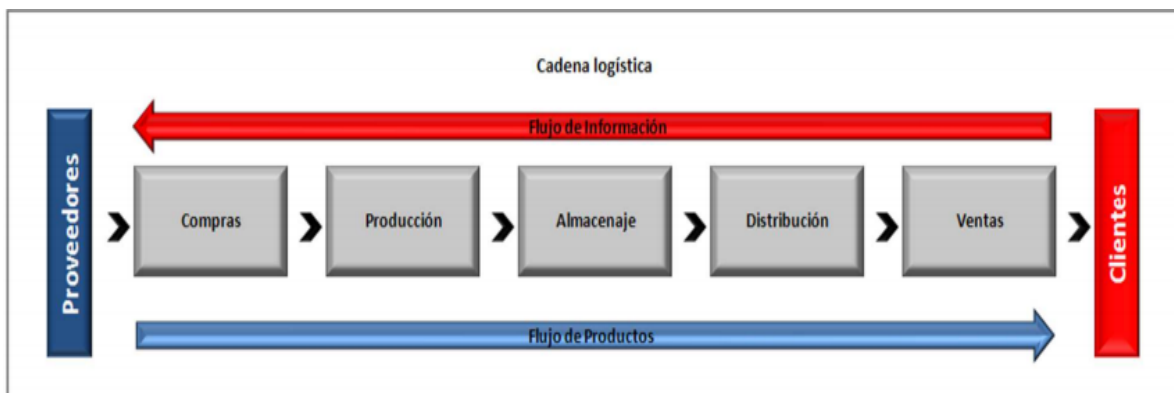 Cadena logística
Flujo de Información
Proveedores
Compras
Producción
Almacenaje
Distribución
Ventas
Clientes
Flujo de Productos